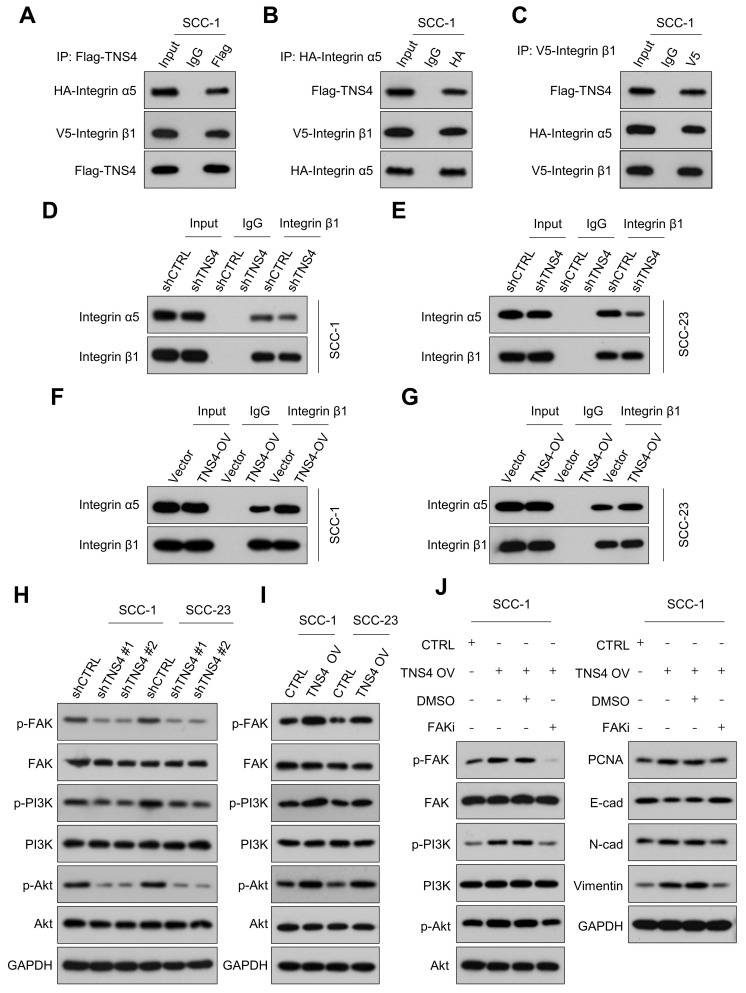 A
SCC-1
IP: Flag-TNS4
Input
IgG
Flag
HA-Integrin α5
V5-Integrin β1
Flag-TNS4
B
SCC-1
IP: HA-Integrin α5
Input
IgG
HA
Flag-TNS4
V5-Integrin β1
HA-Integrin α5
C
SCC-1
IP: V5-Integrin β1
Input
IgG
V5
Flag-TNS4
HA-Integrin α5
V5-Integrin β1
D
Input
IgG
Integrin β1
shCTRL
shTNS4
shCTRL
shTNS4
shCTRL
shTNS4
Integrin α5
Integrin β1
SCC-1
E
Input
IgG
Integrin β1
shCTRL
shTNS4
shCTRL
shTNS4
shCTRL
shTNS4
Integrin α5
Integrin β1
SCC-23
F
Input
IgG
Integrin β1
Vector
TNS4-OV
Vector
TNS4-OV
Vector
TNS4-OV
Integrin α5
Integrin β1
SCC-1
G
Input
IgG
Integrin β1
Vector
TNS4-OV
Vector
TNS4-OV
Vector
TNS4-OV
Integrin α5
Integrin β1
SCC-23
H
SCC-1
SCC-23
shCTRL
shTNS4 #1
shTNS4 #2
shCTRL
shTNS4 #1
shTNS4 #2
p-FAK
FAK
p-PI3K
PI3K
p-Akt
Akt
GAPDH
I
SCC-1
SCC-23
CTRL
TNS4 OV
CTRL
TNS4 OV
p-FAK
FAK
p-PI3K
PI3K
p-Akt
Akt
GAPDH
J
SCC-1
CTRL + - - -
TNS4 OV - + + +
DMSO - - + -
FAKi - - - +
p-FAK
FAK
p-PI3K
PI3K
p-Akt
Akt
SCC-1
CTRL + - - -
TNS4 OV - + + +
DMSO - - + -
FAKi - - - +
PCNA
E-cad
N-cad
Vimentin
GAPDH